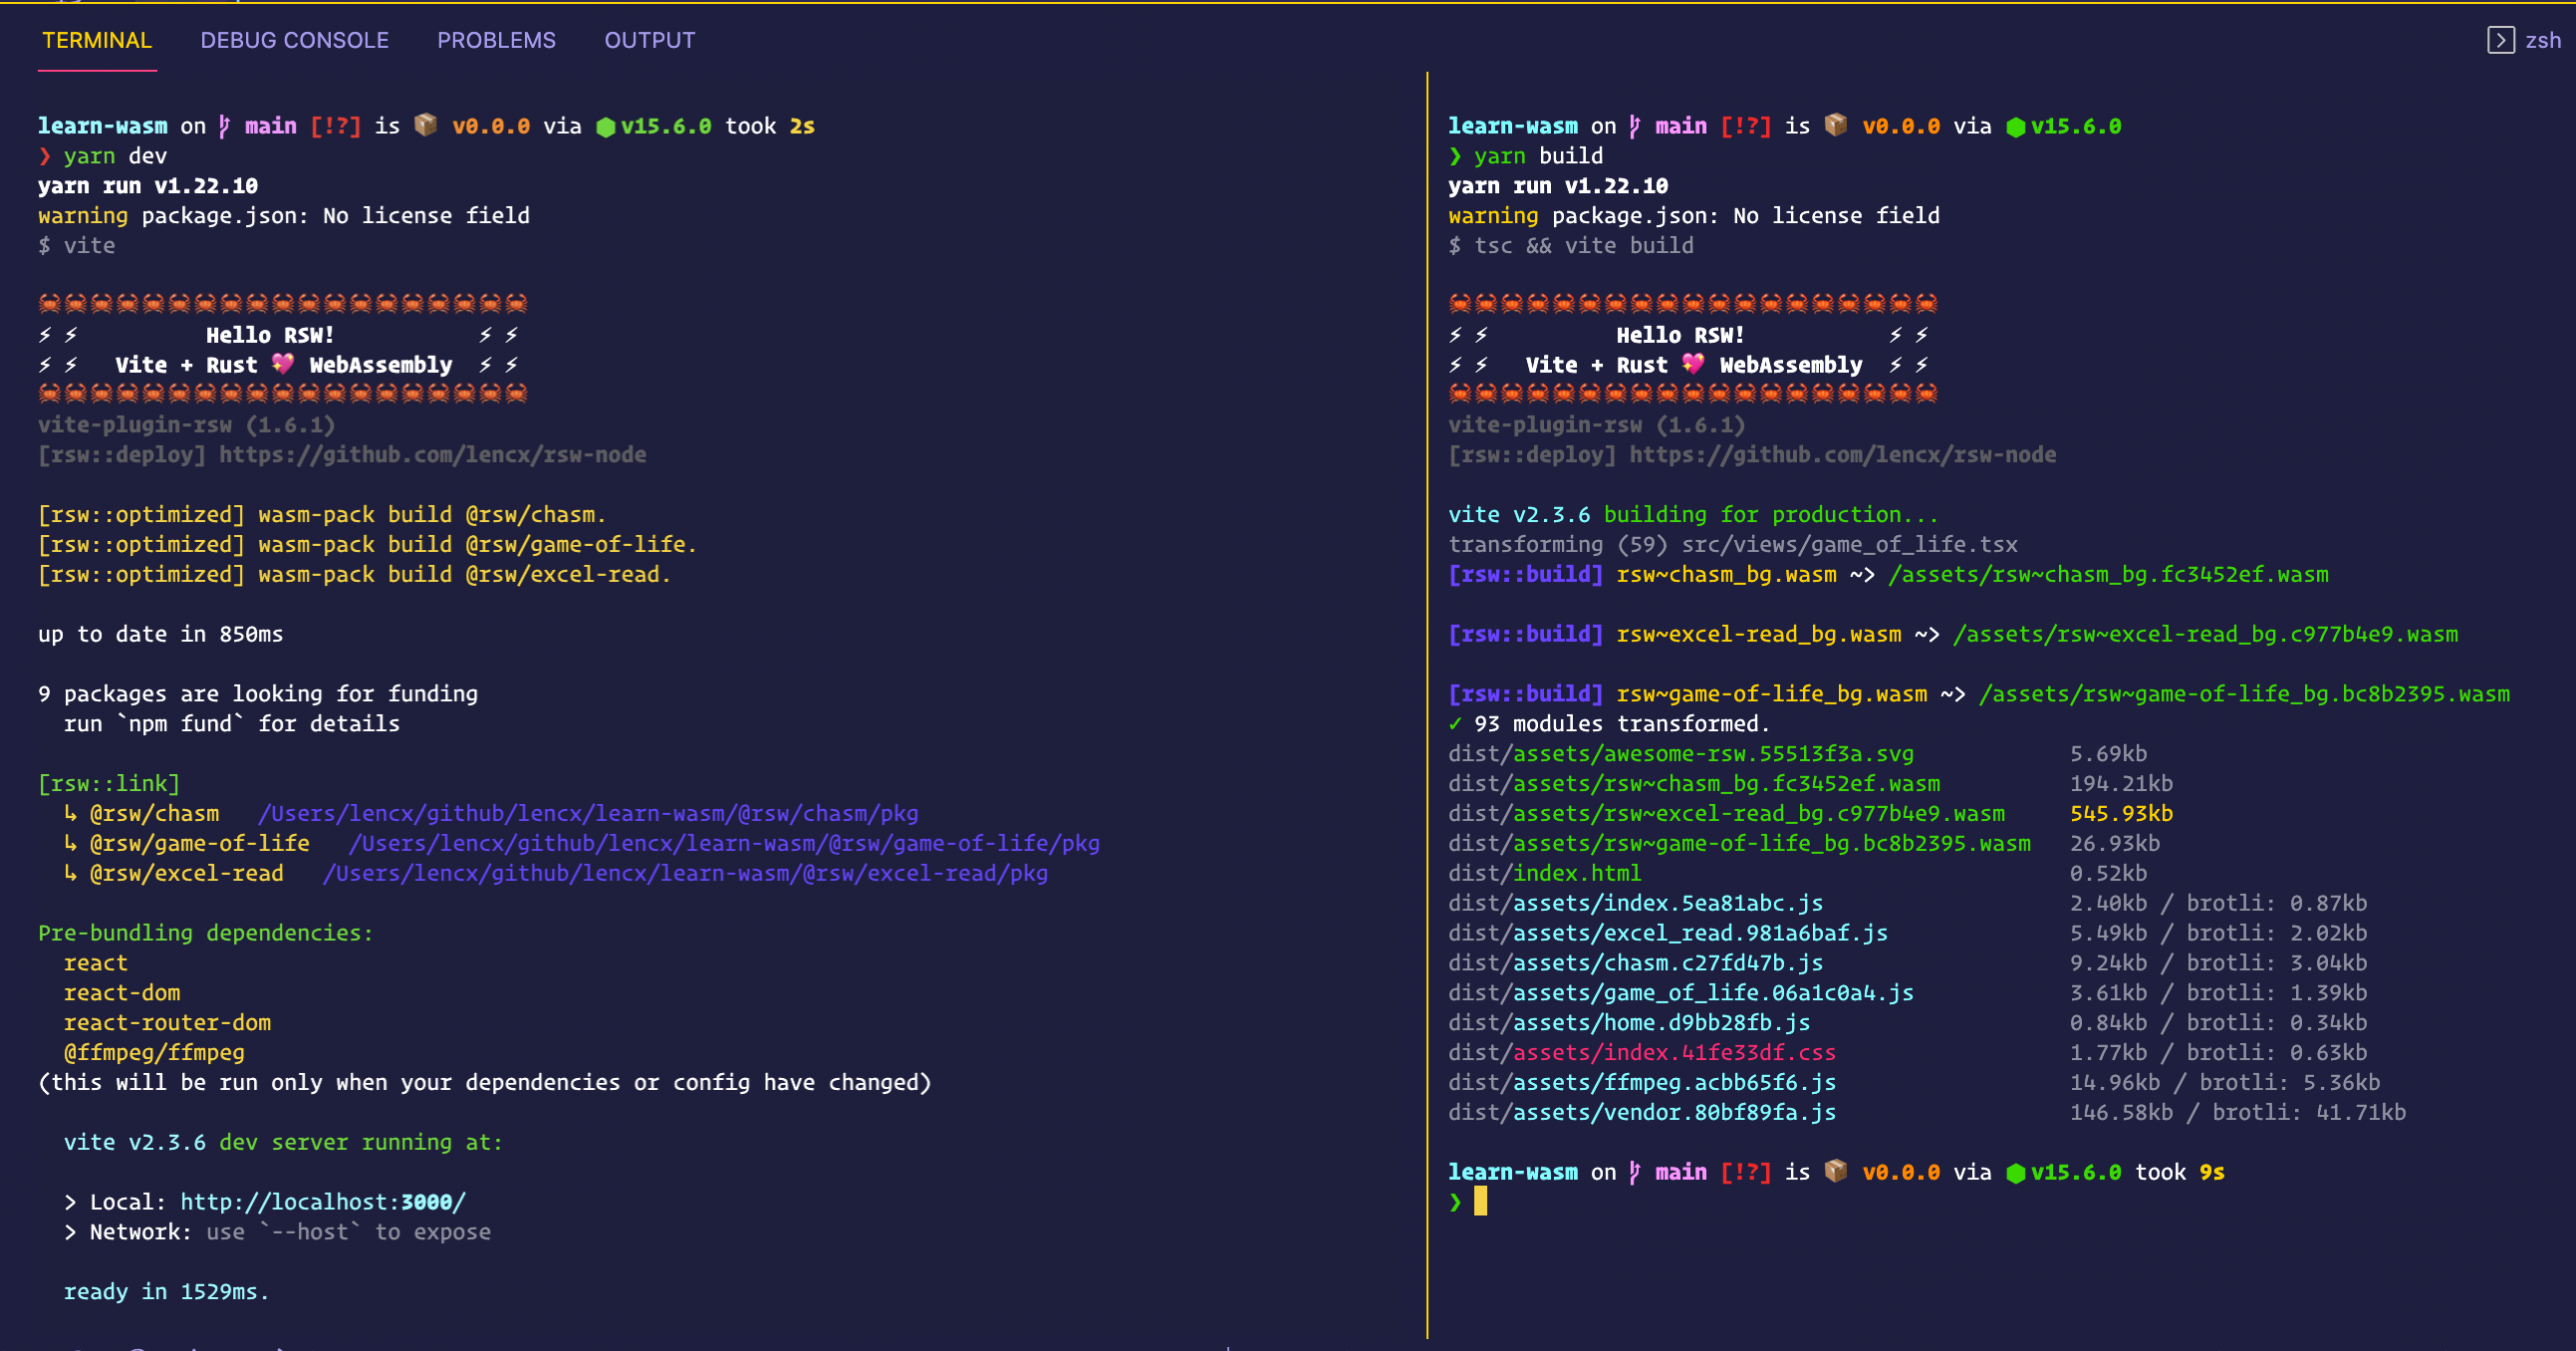 TERMINAL DEBUG CONSOLE PROBLEMS OUTPUT zsh
learn-wasm on main [!?] is 📦 v0.0.0 via ⬢ v15.6.0 took 2s
❯ yarn dev
yarn run v1.22.10
warning package.json: No license field
$ vite
🦀🦀🦀🦀🦀🦀🦀🦀🦀🦀🦀🦀🦀🦀🦀🦀🦀🦀🦀
⚡⚡ Hello RSW! ⚡⚡
⚡⚡ Vite + Rust 💖 WebAssembly ⚡⚡
🦀🦀🦀🦀🦀🦀🦀🦀🦀🦀🦀🦀🦀🦀🦀🦀🦀🦀🦀
vite-plugin-rsw (1.6.1)
[rsw::deploy] https://github.com/lencx/rsw-node
[rsw::optimized] wasm-pack build @rsw/chasm.
[rsw::optimized] wasm-pack build @rsw/game-of-life.
[rsw::optimized] wasm-pack build @rsw/excel-read.
up to date in 850ms
9 packages are looking for funding
run `npm fund` for details
[rsw::link]
↳ @rsw/chasm /Users/lencx/github/lencx/learn-wasm/@rsw/chasm/pkg
↳ @rsw/game-of-life /Users/lencx/github/lencx/learn-wasm/@rsw/game-of-life/pkg
↳ @rsw/excel-read /Users/lencx/github/lencx/learn-wasm/@rsw/excel-read/pkg
Pre-bundling dependencies:
react
react-dom
react-router-dom
@ffmpeg/ffmpeg
(this will be run only when your dependencies or config have changed)
vite v2.3.6 dev server running at:
> Local: http://localhost:3000/
> Network: use `--host` to expose
ready in 1529ms.
learn-wasm on main [!?] is 📦 v0.0.0 via ⬢ v15.6.0
❯ yarn build
yarn run v1.22.10
warning package.json: No license field
$ tsc && vite build
🦀🦀🦀🦀🦀🦀🦀🦀🦀🦀🦀🦀🦀🦀🦀🦀🦀🦀🦀
⚡⚡ Hello RSW! ⚡⚡
⚡⚡ Vite + Rust 💖 WebAssembly ⚡⚡
🦀🦀🦀🦀🦀🦀🦀🦀🦀🦀🦀🦀🦀🦀🦀🦀🦀🦀🦀
vite-plugin-rsw (1.6.1)
[rsw::deploy] https://github.com/lencx/rsw-node
vite v2.3.6 building for production...
transforming (59) src/views/game_of_life.tsx
[rsw::build] rsw~chasm_bg.wasm ~> /assets/rsw~chasm_bg.fc3452ef.wasm
[rsw::build] rsw~excel-read_bg.wasm ~> /assets/rsw~excel-read_bg.c977b4e9.wasm
[rsw::build] rsw~game-of-life_bg.wasm ~> /assets/rsw~game-of-life_bg.bc8b2395.wasm
✓ 93 modules transformed.
dist/assets/awesome-rsw.55513f3a.svg 5.69kb
dist/assets/rsw~chasm_bg.fc3452ef.wasm 194.21kb
dist/assets/rsw~excel-read_bg.c977b4e9.wasm 545.93kb
dist/assets/rsw~game-of-life_bg.bc8b2395.wasm 26.93kb
dist/index.html 0.52kb
dist/assets/index.5ea81abc.js 2.40kb / brotli: 0.87kb
dist/assets/excel_read.981a6baf.js 5.49kb / brotli: 2.02kb
dist/assets/chasm.c27fd47b.js 9.24kb / brotli: 3.04kb
dist/assets/game_of_life.06a1c0a4.js 3.61kb / brotli: 1.39kb
dist/assets/home.d9bb28fb.js 0.84kb / brotli: 0.34kb
dist/assets/index.41fe33df.css 1.77kb / brotli: 0.63kb
dist/assets/ffmpeg.acbb65f6.js 14.96kb / brotli: 5.36kb
dist/assets/vendor.80bf89fa.js 146.58kb / brotli: 41.71kb
learn-wasm on main [!?] is 📦 v0.0.0 via ⬢ v15.6.0 took 9s
❯